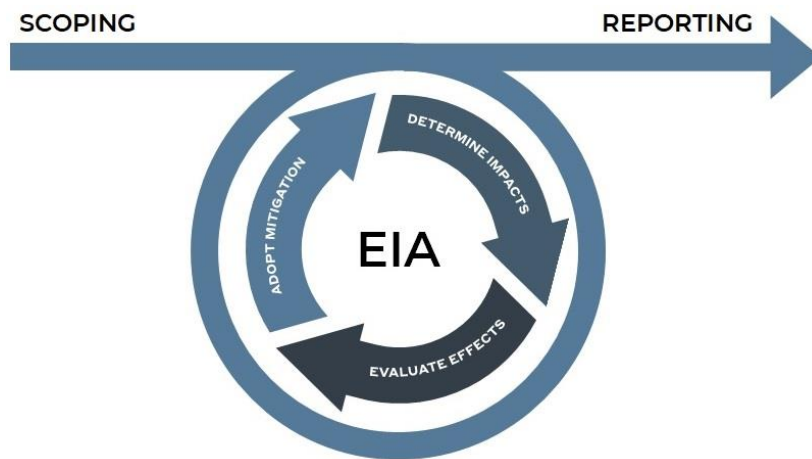 SCOPING
REPORTING
DETERMINE IMPACTS
EVALUATE EFFECTS
ADOPT MITIGATION
EIA